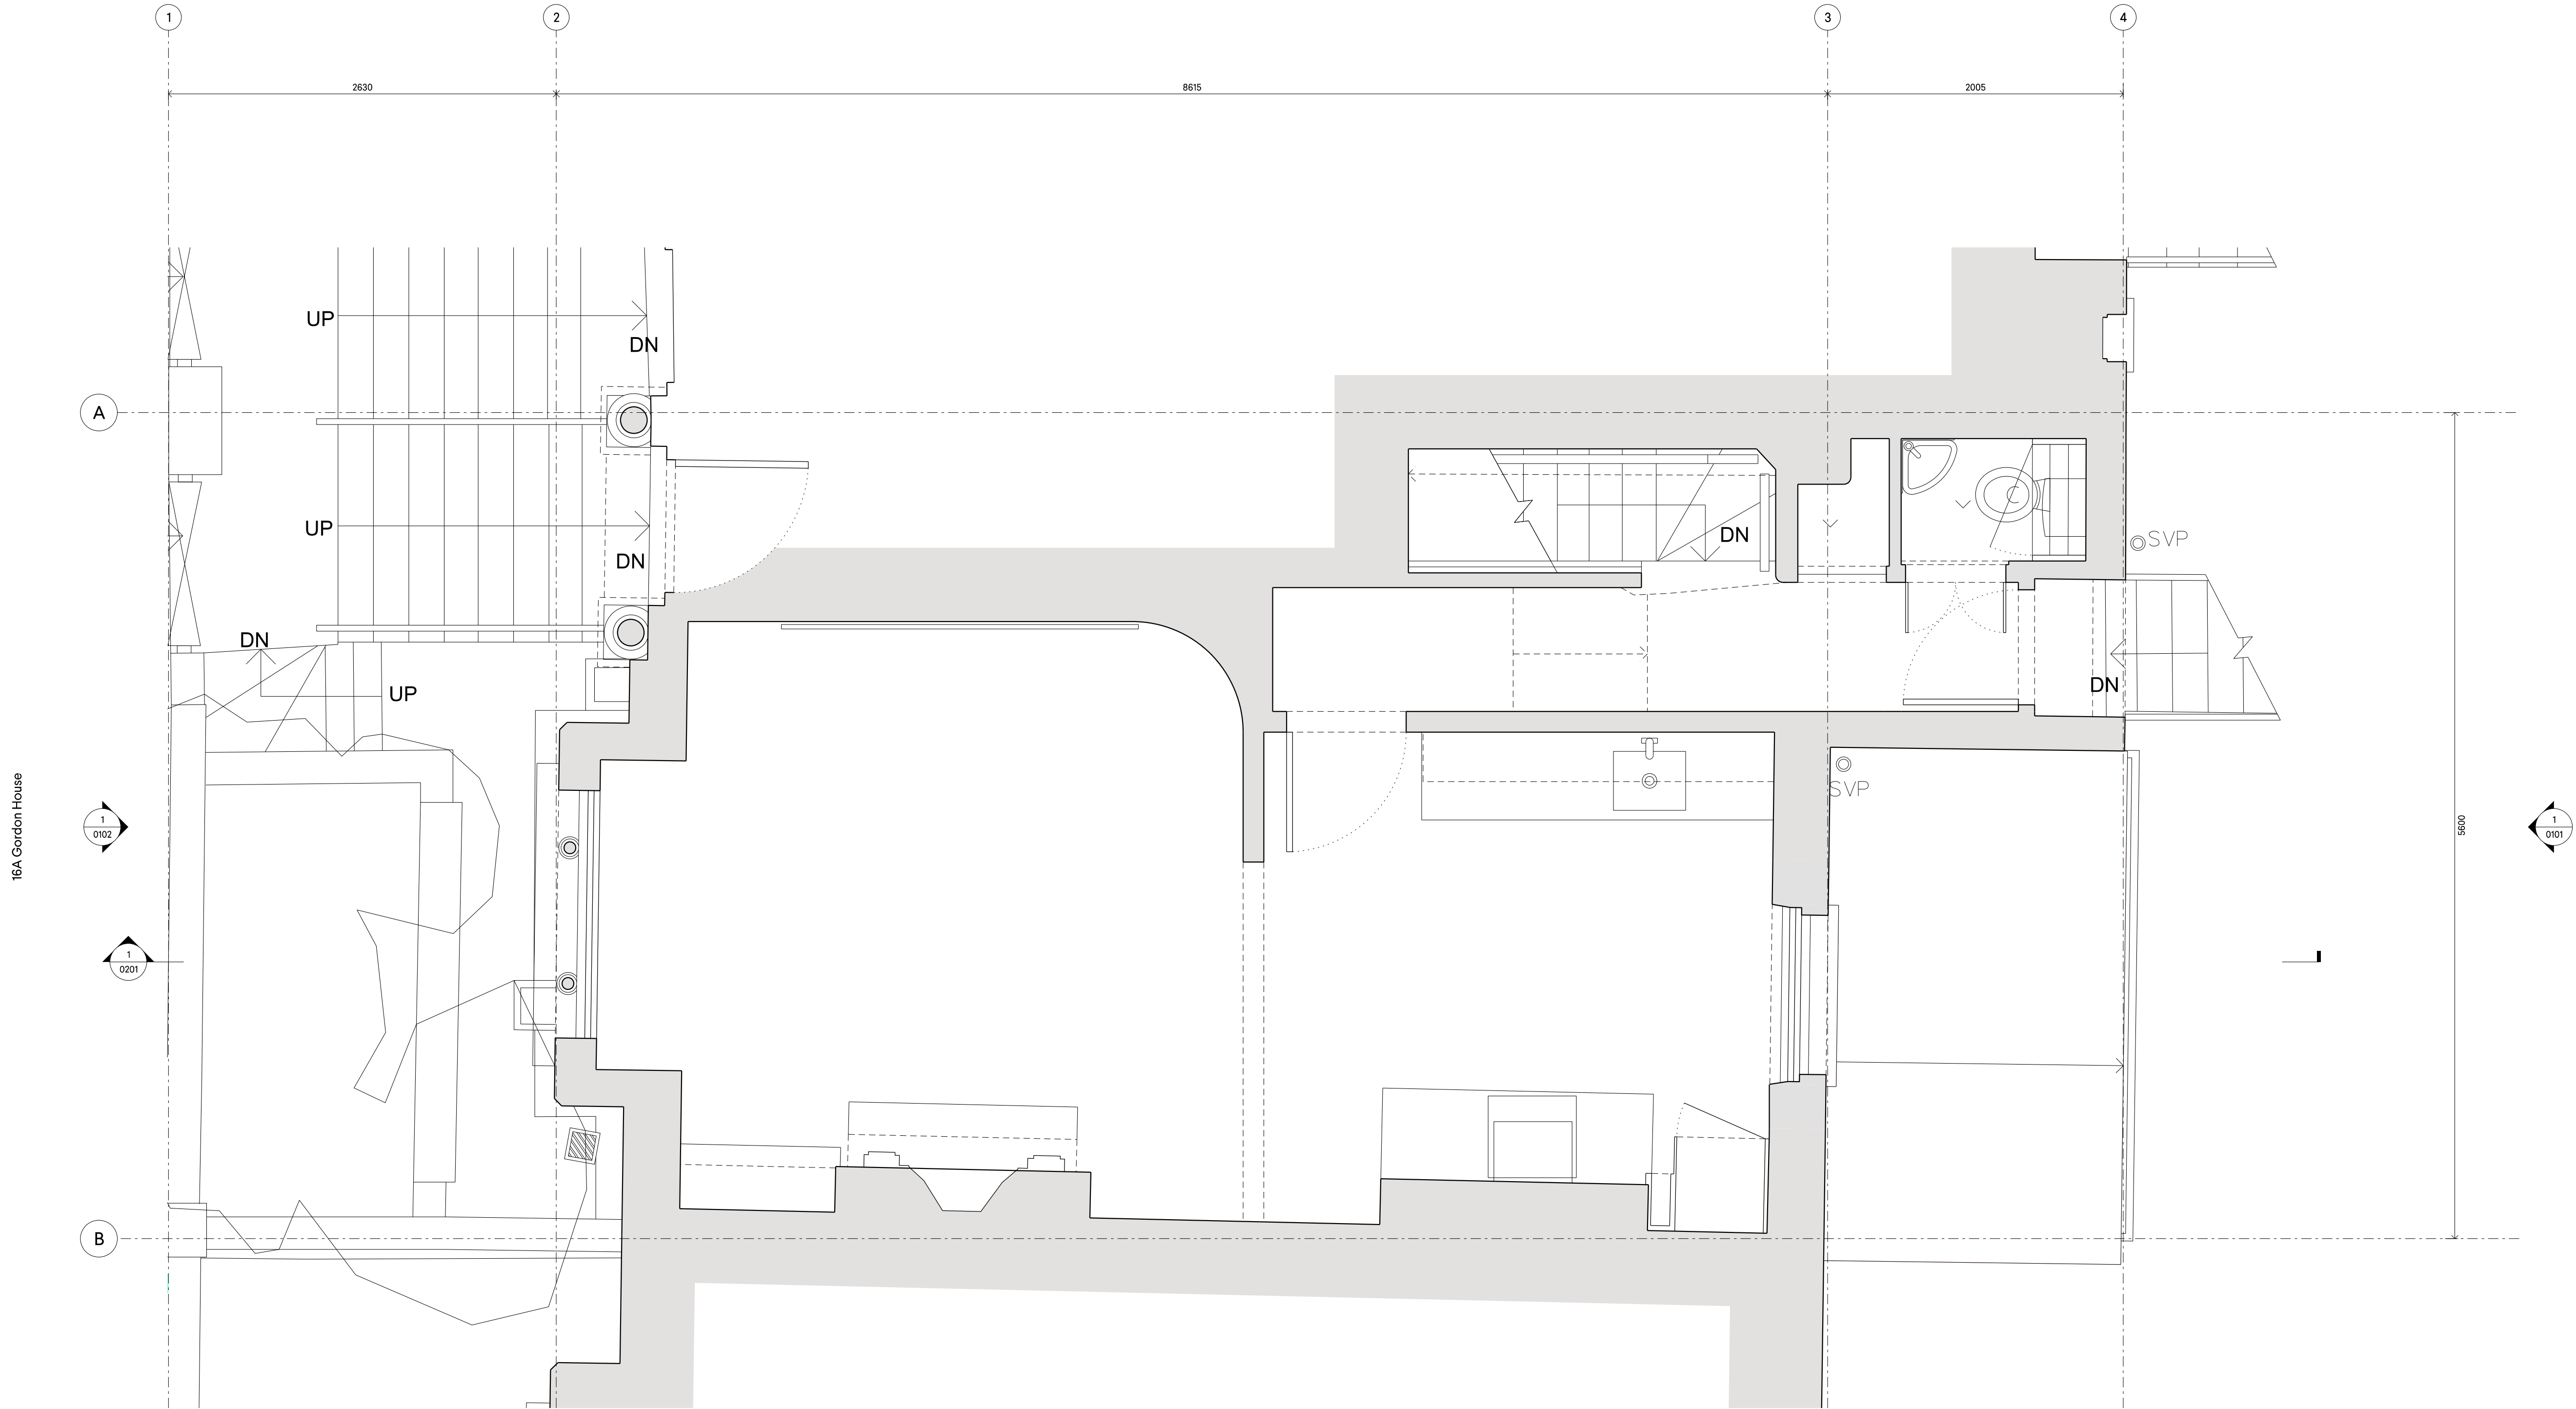 1
2
3
4
2630
8615
2005
UP
DN
A
UP
DN
DN
SVP
DN
UP
DN
SVP
16A Gordon House
1
0102
5600
1
0101
1
0201
B